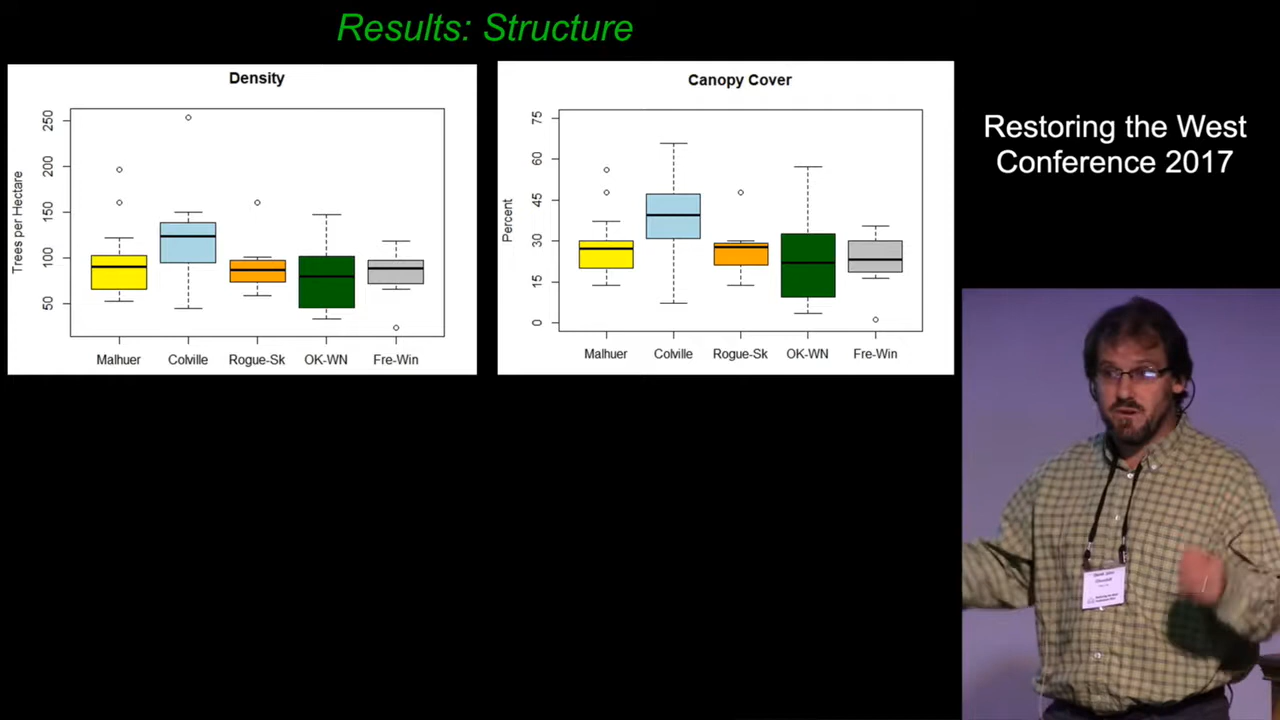 Results: Structure
Density
Trees per Hectare
250
200
150
100
50
Malhuer
Colville
Rogue-Sk
OK-WN
Fre-Win
Canopy Cover
Percent
75
60
45
30
15
0
Malhuer
Colville
Rogue-Sk
OK-WN
Fre-Win
Restoring the West
Conference 2017